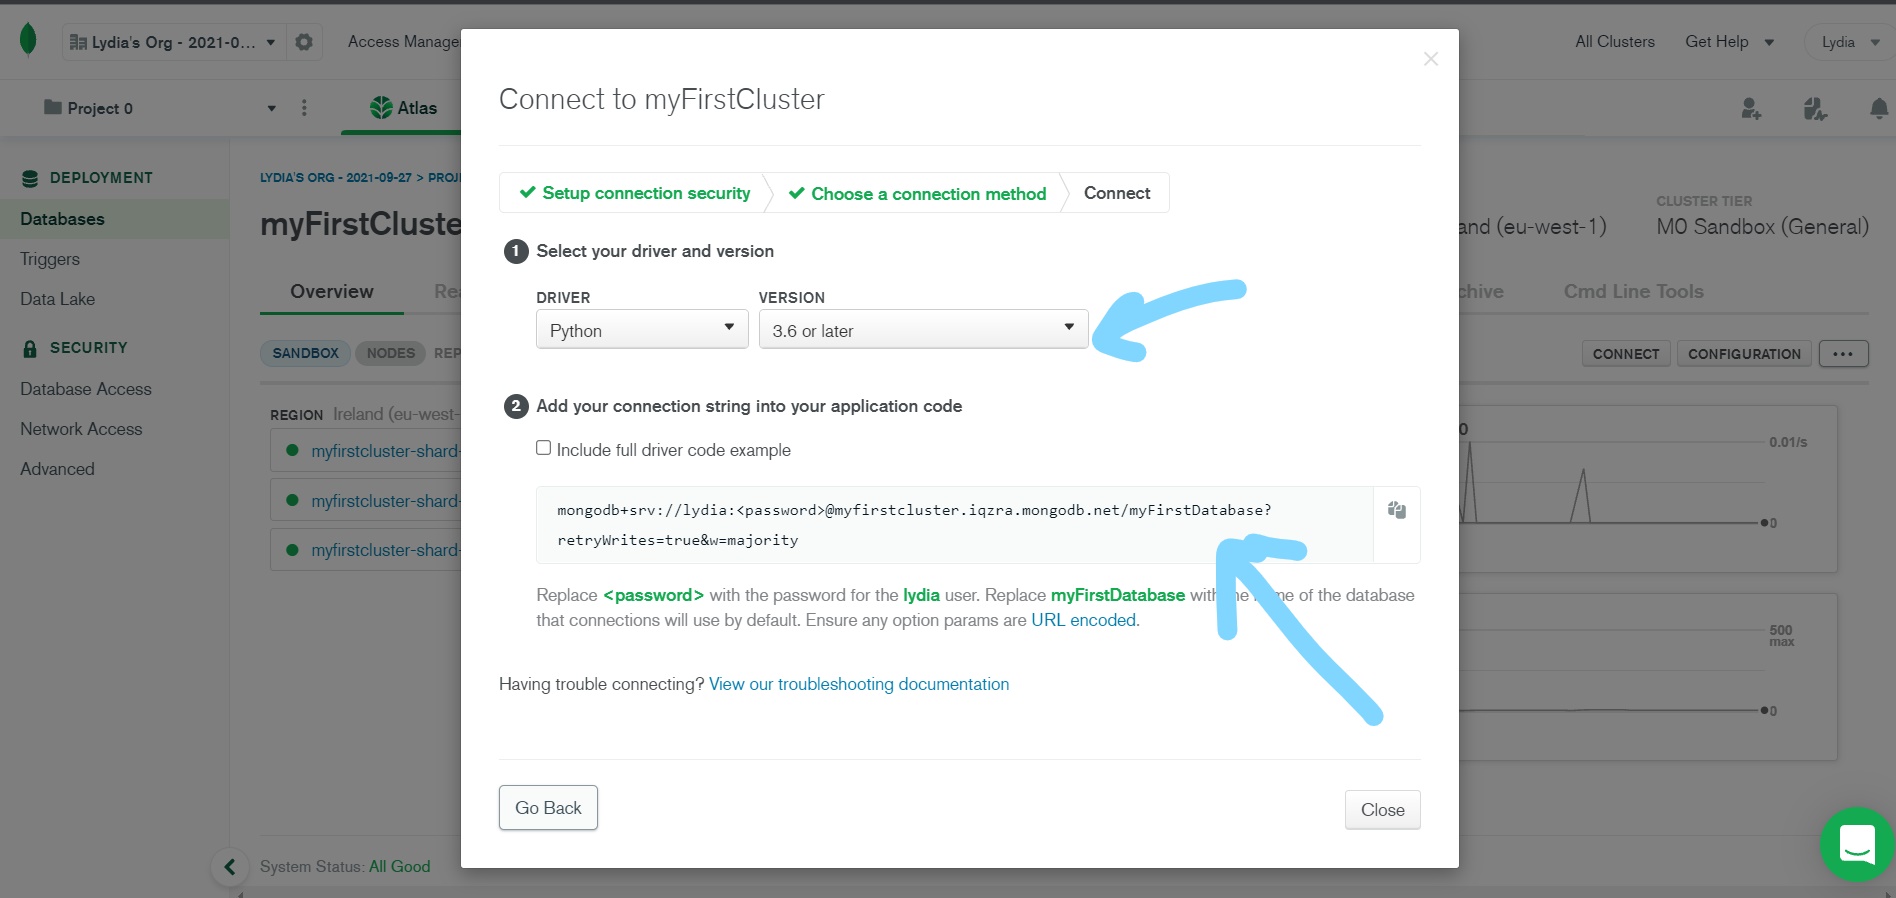 Lydia's Org - 2021-0...
Access Manage
All Clusters
Get Help
Lydia
Project 0
Atlas
DEPLOYMENT
Databases
Triggers
Data Lake
SECURITY
Database Access
Network Access
Advanced
LYDIA'S ORG - 2021-09-27 > PROJ
myFirstCluste
Overview
Rea
SANDBOX
NODES
REP
REGION Ireland (eu-west-
myfirstcluster-shard-
myfirstcluster-shard-
myfirstcluster-shard-
System Status: All Good
Connect to myFirstCluster
Setup connection security
Choose a connection method
Connect
1 Select your driver and version
DRIVER
VERSION
Python
3.6 or later
2 Add your connection string into your application code
Include full driver code example
mongodb+srv://lydia:<password>@myfirstcluster.iqzra.mongodb.net/myFirstDatabase?
retryWrites=true&w=majority
Replace <password> with the password for the lydia user. Replace myFirstDatabase with of the database
that connections will use by default. Ensure any option params are URL encoded.
Having trouble connecting? View our troubleshooting documentation
Go Back
Close
CLUSTER TIER
and (eu-west-1)
M0 Sandbox (General)
chive
Cmd Line Tools
CONNECT
CONFIGURATION
...
0
0.01/s
0
500
max
0